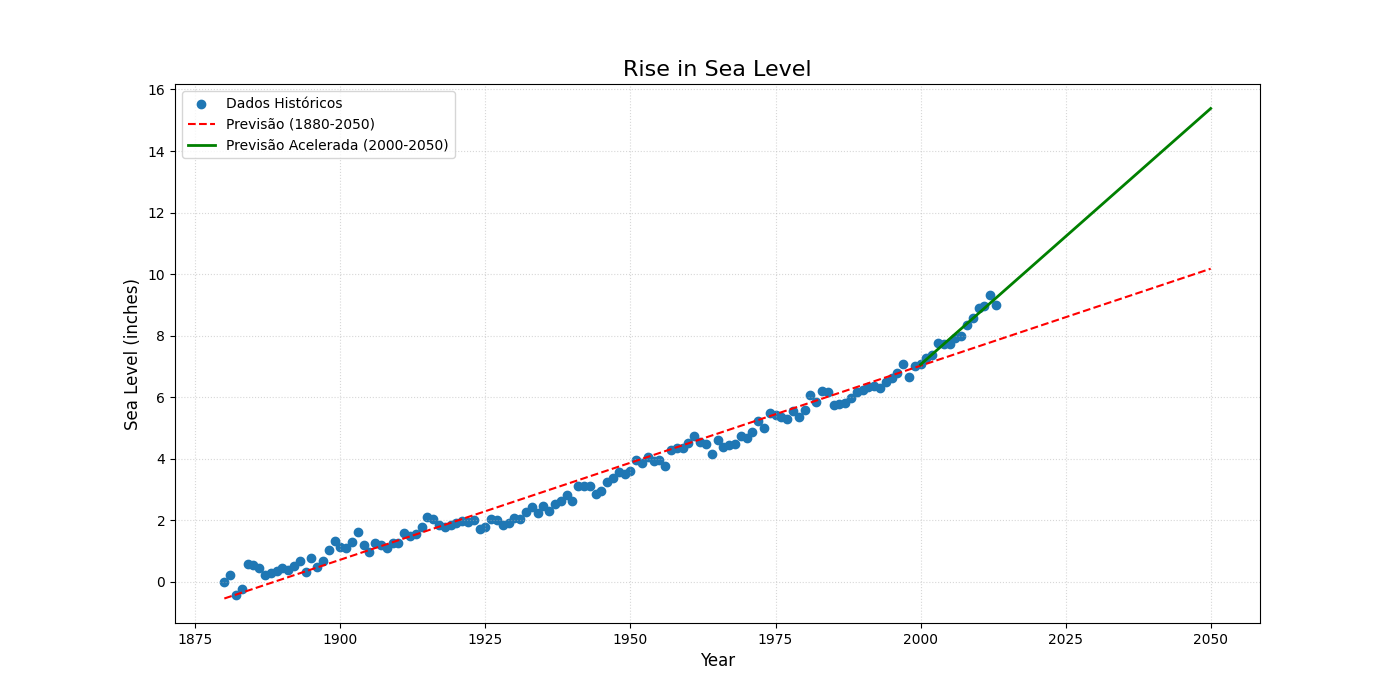 Rise in Sea Level
Dados Históricos
Previsão (1880-2050)
Previsão Acelerada (2000-2050)
Sea Level (inches)
16
14
12
10
8
6
4
2
0
1875 1900 1925 1950 1975 2000 2025 2050
Year